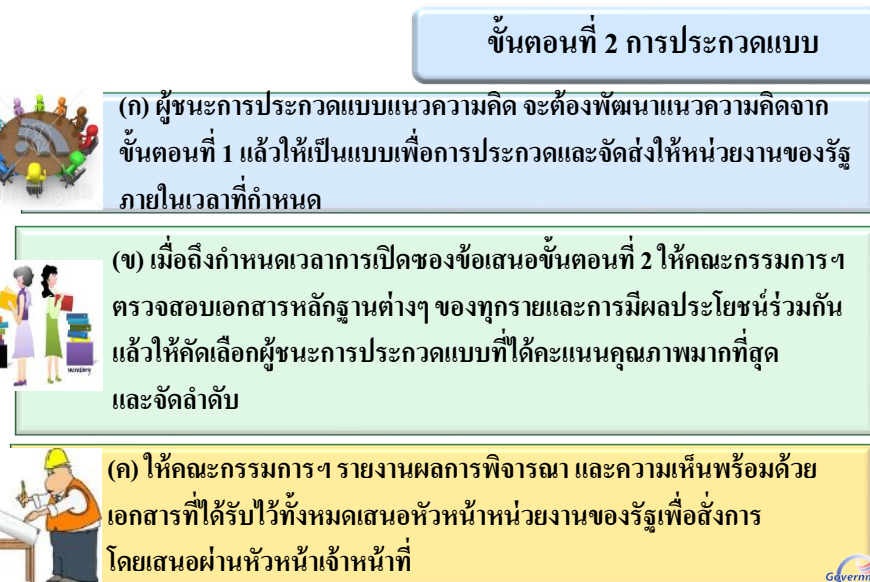 ขั้นตอนที่ 2 การประกวดแบบ
(ก) ผู้ชนะการประกวดแบบแนวความคิด จะต้องพัฒนาแนวความคิดจาก
ขั้นตอนที่ 1 แล้วให้เป็นแบบเพื่อการประกวดและจัดส่งให้หน่วยงานของรัฐ
ภายในเวลาที่กำหนด
(ข) เมื่อถึงกำหนดเวลาการเปิดซองข้อเสนอขั้นตอนที่ 2 ให้คณะกรรมการฯ
ตรวจสอบเอกสารหลักฐานต่างๆ ของทุกรายและการมีผลประโยชน์ร่วมกัน
แล้วให้คัดเลือกผู้ชนะการประกวดแบบที่ได้คะแนนคุณภาพมากที่สุด
และจัดลำดับ
secretary
(ค) ให้คณะกรรมการฯ รายงานผลการพิจารณา และความเห็นพร้อมด้วย
เอกสารที่ได้รับไว้ทั้งหมดเสนอหัวหน้าหน่วยงานของรัฐเพื่อสั่งการ
โดยเสนอผ่านหัวหน้าเจ้าหน้าที่